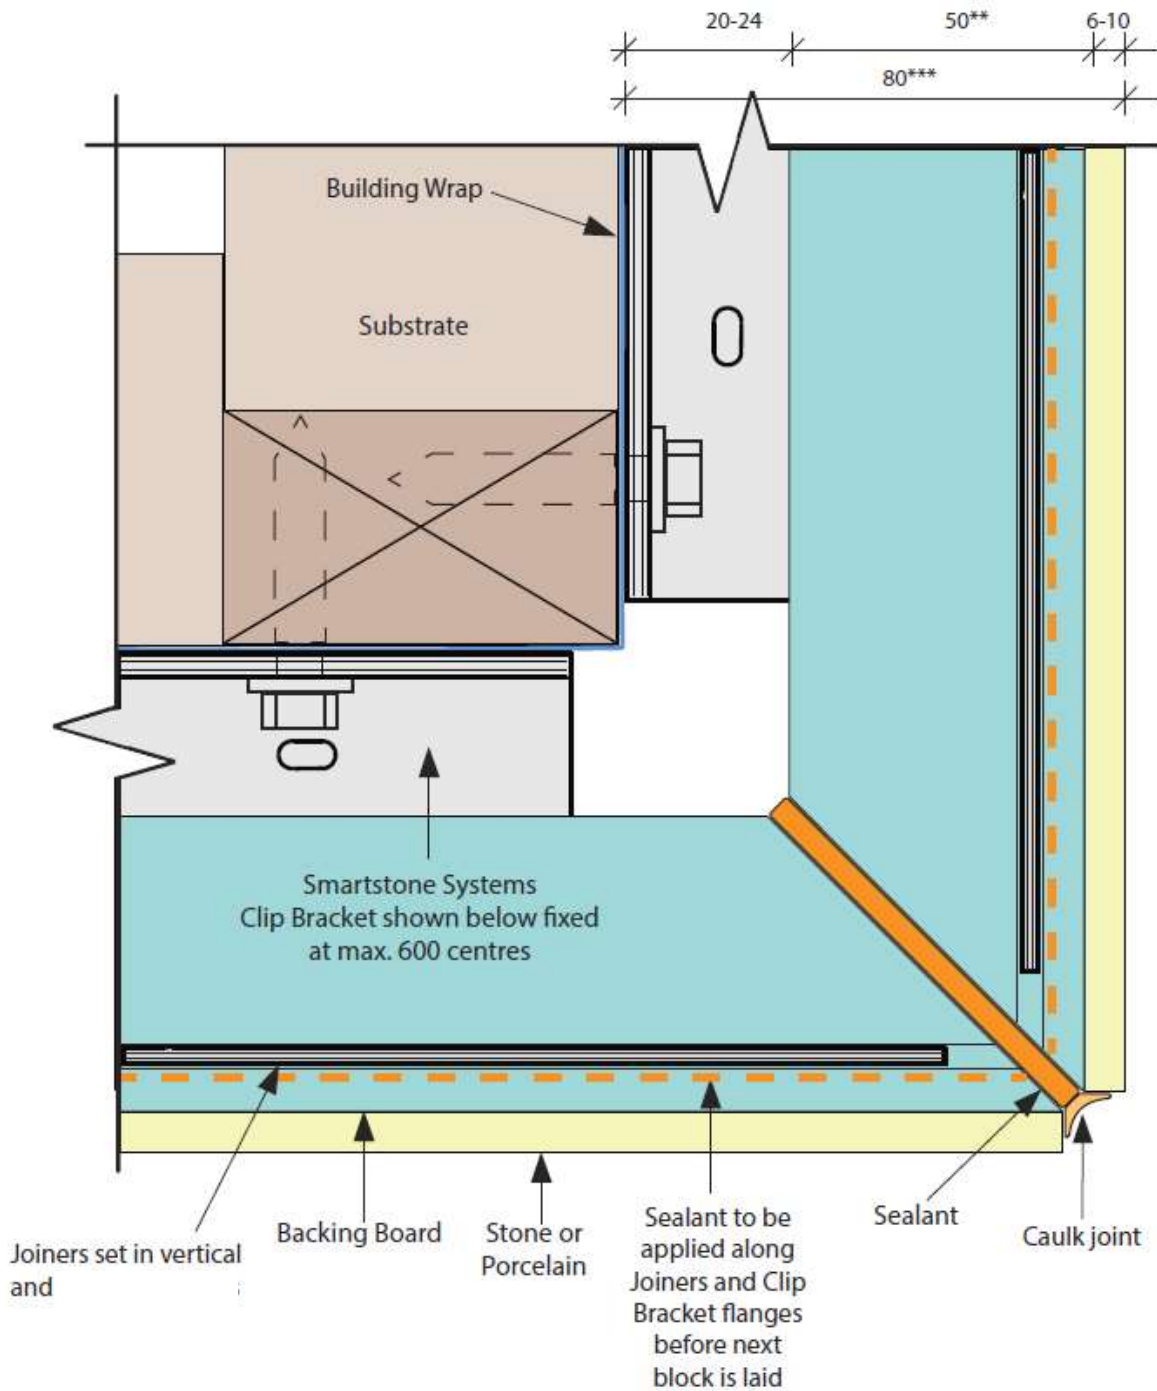 20-24
50**
6-10
80***
Building Wrap
Substrate
Smartstone Systems
Clip Bracket shown below fixed
at max. 600 centres
Joiners set in vertical
and
Backing Board
Stone or
Porcelain
Sealant to be
applied along
Joiners and Clip
Bracket flanges
before next
block is laid
Sealant
Caulk joint